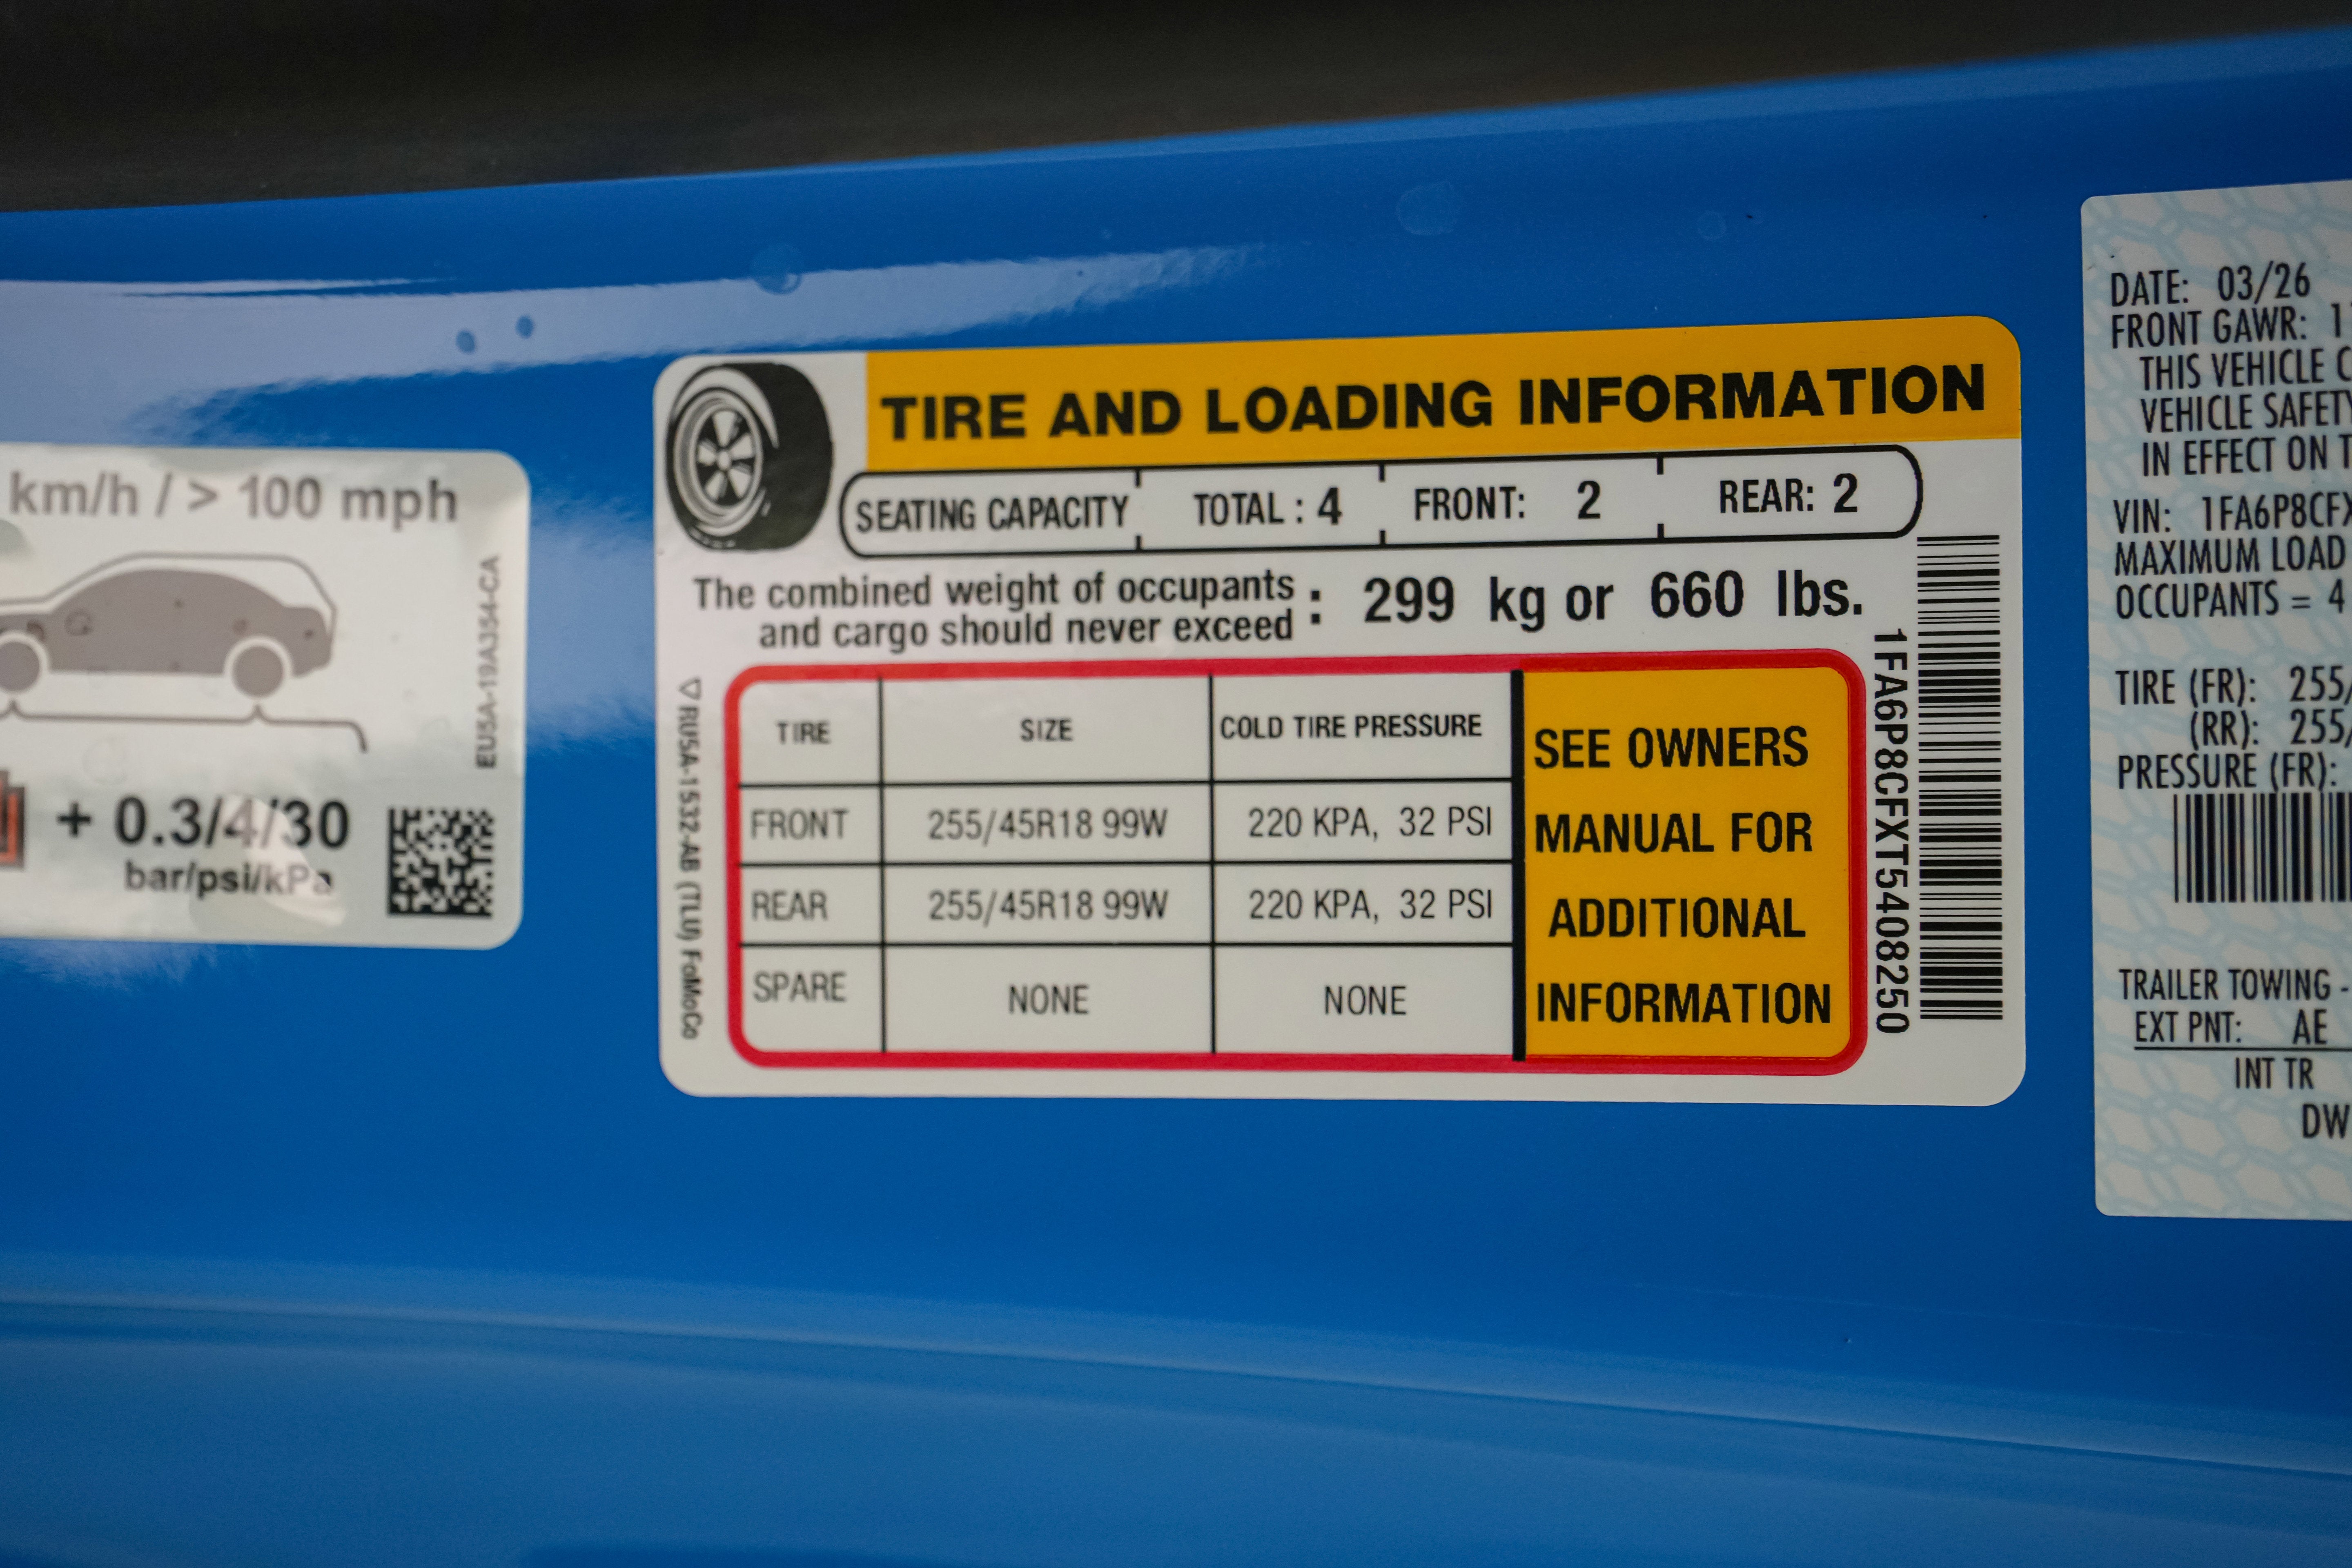 km/h / > 100 mph
EU5A-19A354-CA
+ 0.3/4/30
bar/psi/kPa
TIRE AND LOADING INFORMATION
SEATING CAPACITY TOTAL : 4 FRONT: 2 REAR: 2
The combined weight of occupants
and cargo should never exceed : 299 kg or 660 lbs.
RU5A-1532-AB (TLU) FoMoCo
TIRE SIZE COLD TIRE PRESSURE
FRONT 255/45R18 99W 220 KPA, 32 PSI
REAR 255/45R18 99W 220 KPA, 32 PSI
SPARE NONE NONE
SEE OWNERS
MANUAL FOR
ADDITIONAL
INFORMATION
1FA6P8CFXT5408250
DATE: 03/26
FRONT GAWR: 1
THIS VEHICLE C
VEHICLE SAFETY
IN EFFECT ON T
VIN: 1FA6P8CFX
MAXIMUM LOAD
OCCUPANTS = 4
TIRE (FR): 255/
(RR): 255/
PRESSURE (FR):
TRAILER TOWING -
EXT PNT: AE
INT TR
DW